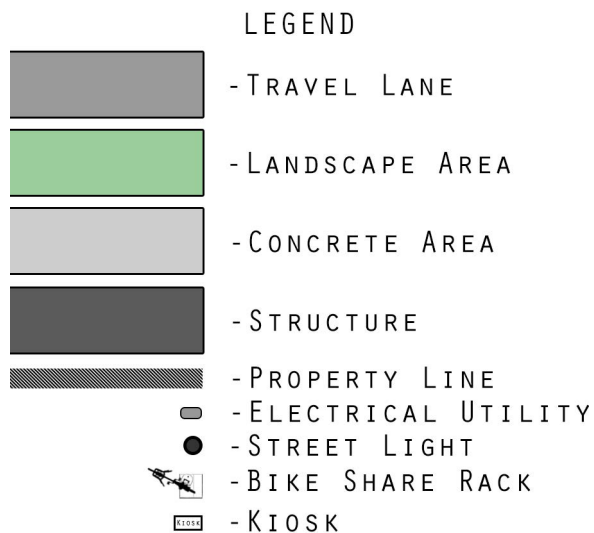 LEGEND
-TRAVEL LANE
-LANDSCAPE AREA
-CONCRETE AREA
-STRUCTURE
-PROPERTY LINE
-ELECTRICAL UTILITY
-STREET LIGHT
-BIKE SHARE RACK
KIOSK -KIOSK